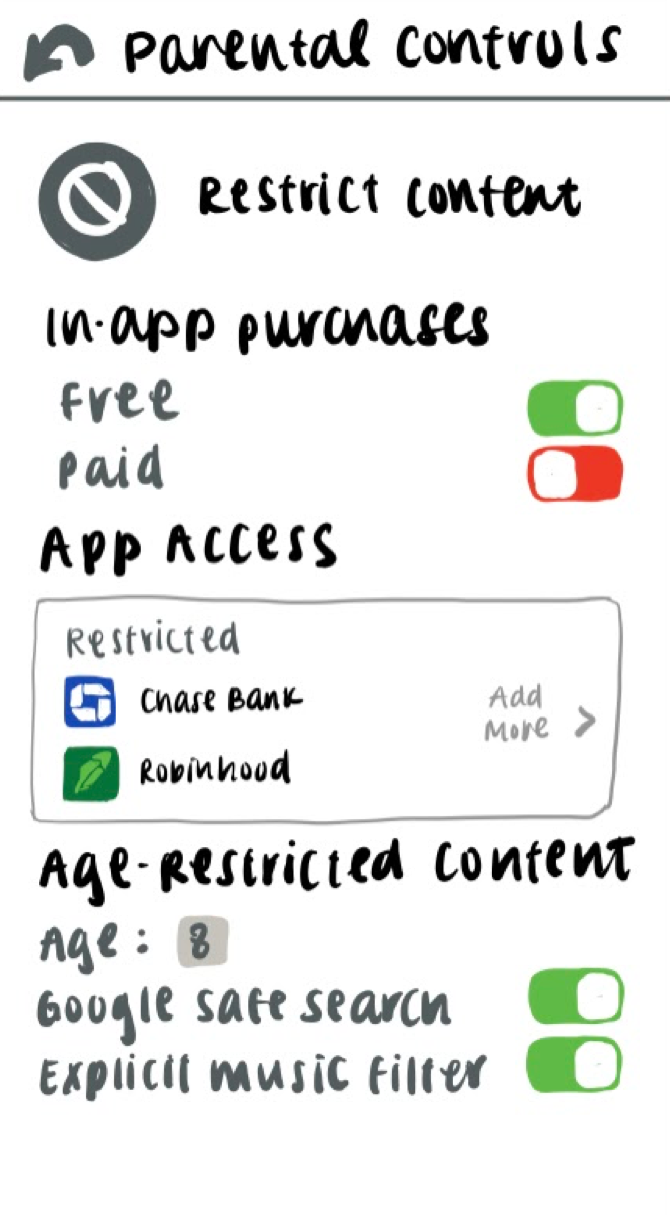 Parental Controls
Restrict content
In-app purchases
Free
Paid
App Access
Restricted
Chase Bank
Add
More >
Robinhood
Age-Restricted Content
Age: 8
Google safe search
Explicit music filter